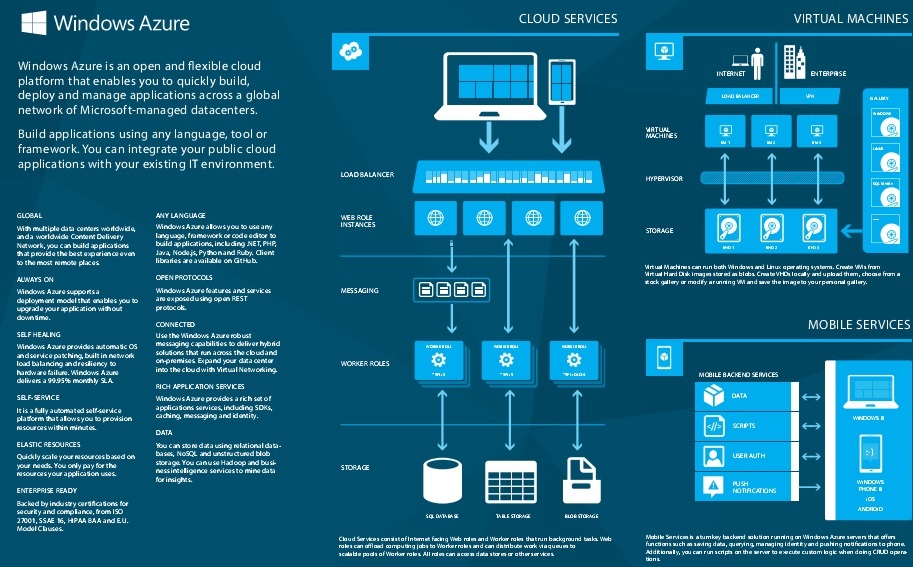 Windows Azure
Windows Azure is an open and flexible cloud
platform that enables you to quickly build,
deploy and manage applications across a global
network of Microsoft-managed datacenters.
Build applications using any language, tool or
framework. You can integrate your public cloud
applications with your existing IT environment.
GLOBAL
With multiple data centers worldwide,
and a worldwide Content Delivery
Network, you can build applications
that provide the best experience even
to the most remote places.
ALWAYS ON
Windows Azure supports a
deployment model that enables you to
upgrade your application without
downtime.
SELF HEALING
Windows Azure provides automatic OS
and service patching, built in network
load balancing and resiliency to
hardware failure. Windows Azure
delivers a 99.95% monthly SLA.
SELF-SERVICE
It is a fully automated self-service
platform that allows you to provision
resources within minutes.
ELASTIC RESOURCES
Quickly scale your resources based on
your needs. You only pay for the
resources your application uses.
ENTERPRISE READY
Backed by industry certifications for
security and compliance, from ISO
27001, SSAE 16, HIPAA BAA and E.U.
Model Clauses.
ANY LANGUAGE
Windows Azure allows you to use any
language, framework or code editor to
build applications, including .NET, PHP,
Java, Node.js, Python and Ruby. Client
libraries are available on GitHub.
OPEN PROTOCOLS
Windows Azure features and services
are exposed using open REST
protocols.
CONNECTED
Use the Windows Azure robust
messaging capabilities to deliver hybrid
solutions that run across the cloud and
on-premises. Expand your data center
into the cloud with Virtual Networking.
RICH APPLICATION SERVICES
Windows Azure provides a rich set of
applications services, including SDKs,
caching, messaging and identity.
DATA
You can store data using relational data-
bases, NoSQL and unstructured blob
storage. You can use Hadoop and busi-
ness intelligence services to mine data
for insights.
CLOUD SERVICES
LOAD BALANCER
WEB ROLE
INSTANCES
MESSAGING
WORKER ROLES
WORKER ROLE
WORKER ROLE
WORKER ROLE
STORAGE
SQL DATABASE
TABLE STORAGE
BLOB STORAGE
Cloud Services consist of Internet facing Web roles and Worker roles that run background tasks. Web
roles can offload computing jobs to Worker roles and can distribute work via queues to
scalable pools of Worker roles. All roles can access data stores or other services.
VIRTUAL MACHINES
INTERNET
ENTERPRISE
LOAD BALANCER
VPN
VIRTUAL
MACHINES
HYPERVISOR
STORAGE
VHD 1
VHD 2
GALLERY
WINDOWS
LINUX
SQL SERVER
Virtual Machines can run both Windows and Linux operating systems. Create VMs from
Virtual Hard Disk images stored as blobs. Create VHDs locally and upload them, choose from a
stock gallery or modify a running VM and save the image to your personal gallery.
MOBILE SERVICES
MOBILE BACKEND SERVICES
DATA
</>
SCRIPTS
USER AUTH
PUSH
NOTIFICATIONS
WINDOWS 8
:)
WINDOWS
PHONE 8
iOS
ANDROID
Mobile Services is a turnkey backend solution running on Windows Azure servers that offers
functions such as saving data, querying, managing identity and pushing notifications to phone.
Additionally, you can run scripts on the server to execute custom logic when doing CRUD opera-
tions.